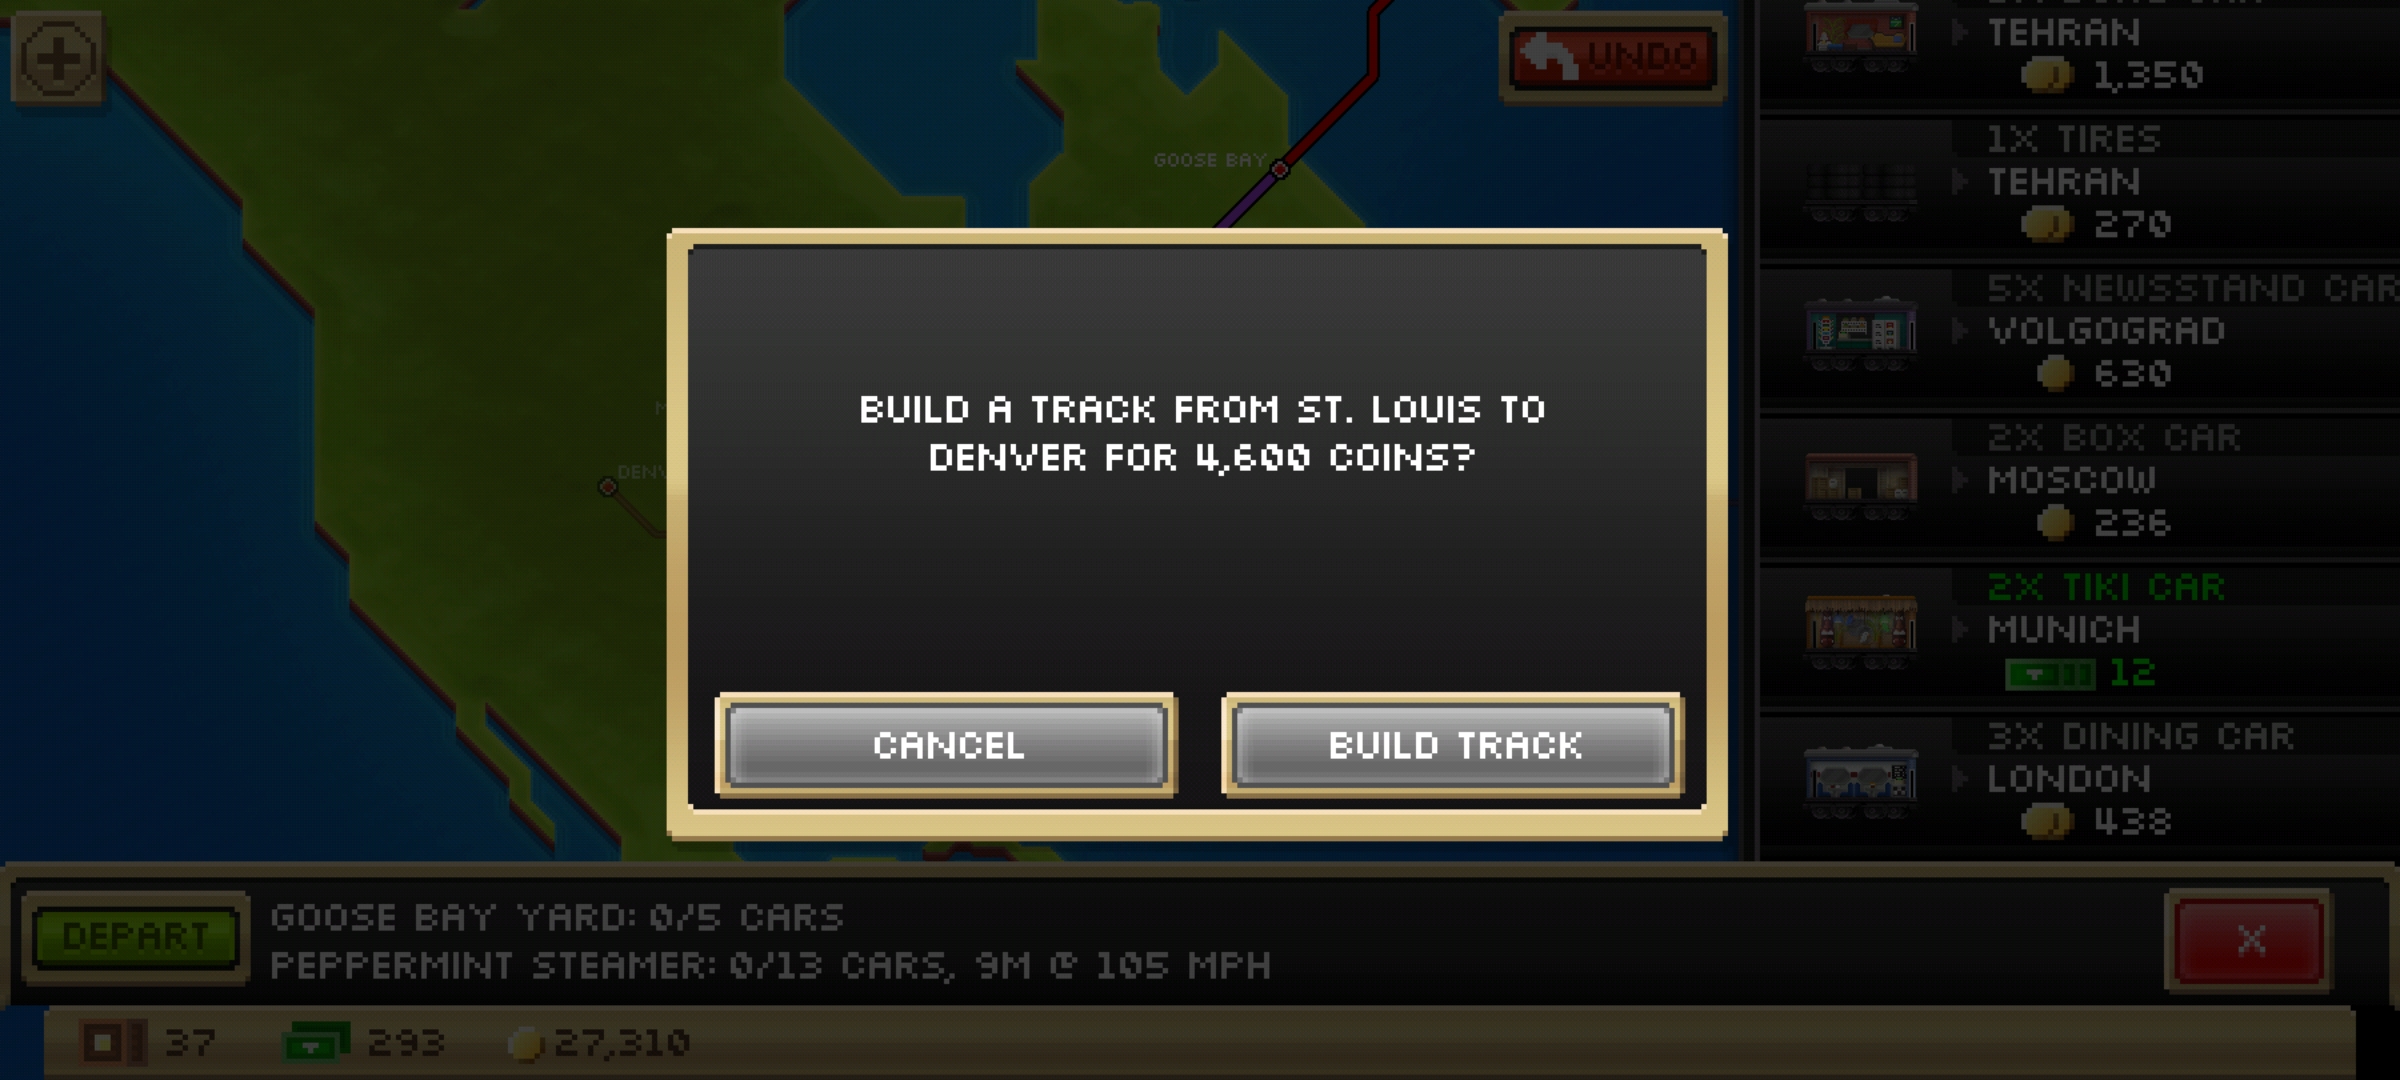 UNDO
GOOSE BAY
BUILD A TRACK FROM ST. LOUIS TO
DENVER FOR 4,600 COINS?
CANCEL
BUILD TRACK
TEHRAN
1,350
1X TIRES
TEHRAN
270
5X NEWSSTAND CAR
VOLGOGRAD
630
2X BOX CAR
MOSCOW
236
2X TIKI CAR
MUNICH
12
3X DINING CAR
LONDON
438
DEPART
GOOSE BAY YARD: 0/5 CARS
PEPPERMINT STEAMER: 0/13 CARS, 9M @ 105 MPH
X
37
293
27,310